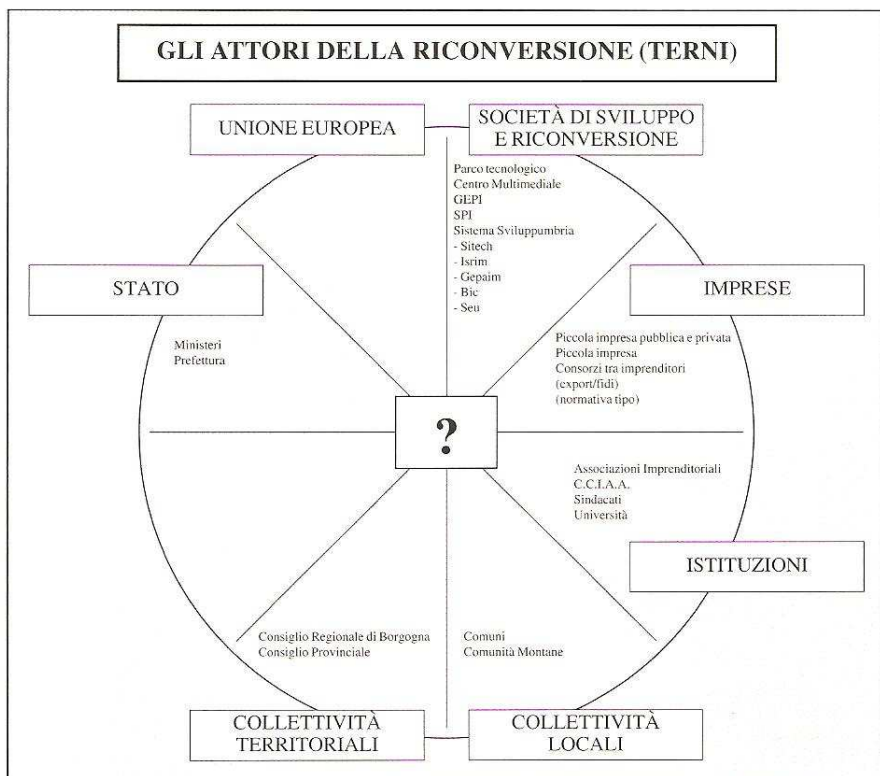 GLI ATTORI DELLA RICONVERSIONE (TERNI)
UNIONE EUROPEA
SOCIETÀ DI SVILUPPO
E RICONVERSIONE
Parco tecnologico
Centro Multimediale
GEPI
SPI
Sistema Sviluppumbria
- Sitech
- Isrim
- Gepaim
- Bic
- Seu
STATO
IMPRESE
Ministeri
Prefettura
Piccola impresa pubblica e privata
Piccola impresa
Consorzi tra imprenditori
(export/fidi)
(normativa tipo)
?
Associazioni Imprenditoriali
C.C.I.A.A.
Sindacati
Università
ISTITUZIONI
Consiglio Regionale di Borgogna
Consiglio Provinciale
Comuni
Comunità Montane
COLLETTIVITÀ
TERRITORIALI
COLLETTIVITÀ
LOCALI